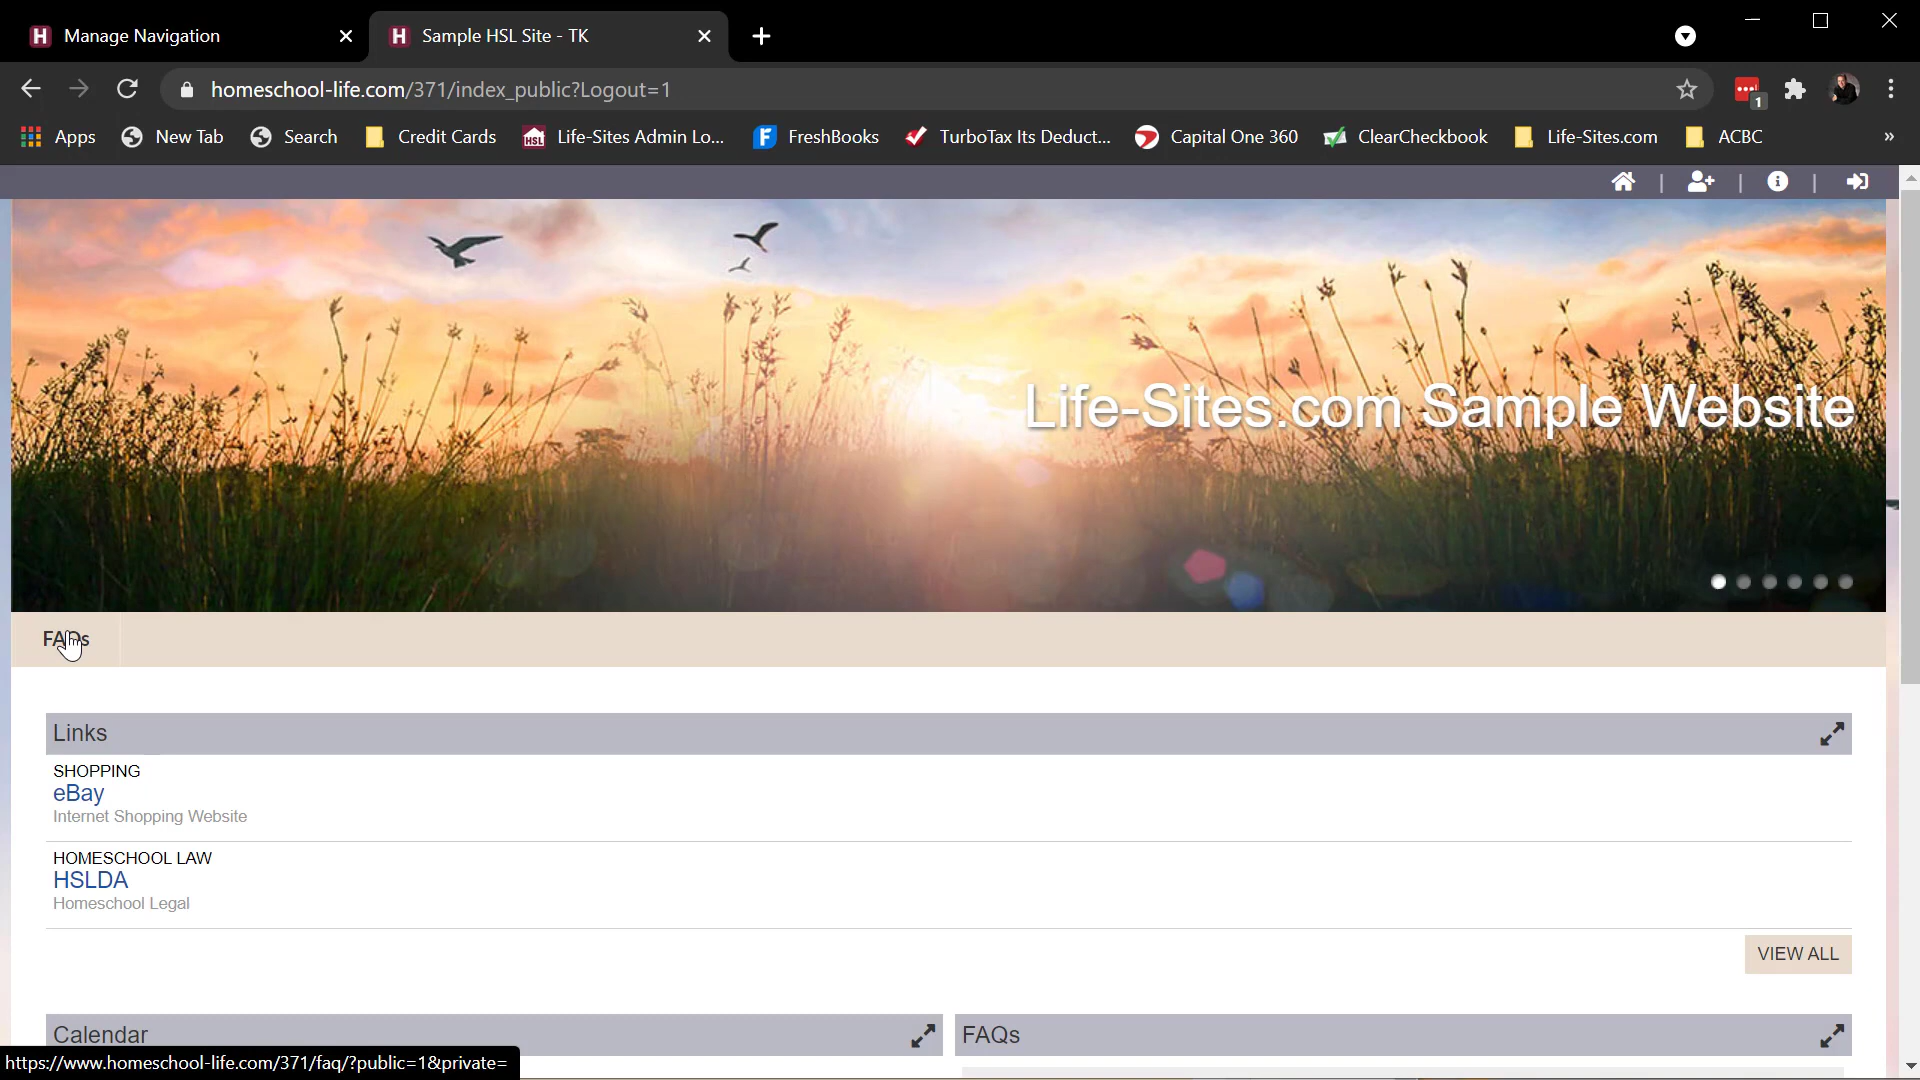 Manage Navigation
Sample HSL Site - TK
homeschool-life.com/371/index_public?Logout=1
1
Apps
New Tab
Search
Credit Cards
HSL
Life-Sites Admin Lo...
FreshBooks
TurboTax Its Deduct...
Capital One 360
ClearCheckbook
Life-Sites.com
ACBC
»
Life-Sites.com Sample Website
FAQs
Links
SHOPPING
eBay
Internet Shopping Website
HOMESCHOOL LAW
HSLDA
Homeschool Legal
VIEW ALL
Calendar
FAQs
https://www.homeschool-life.com/371/faq/?public=1&private=